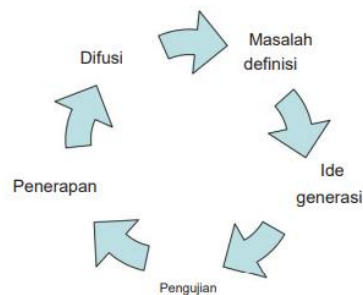 Difusi
Masalah
definisi
Ide
generasi
Pengujian
Penerapan